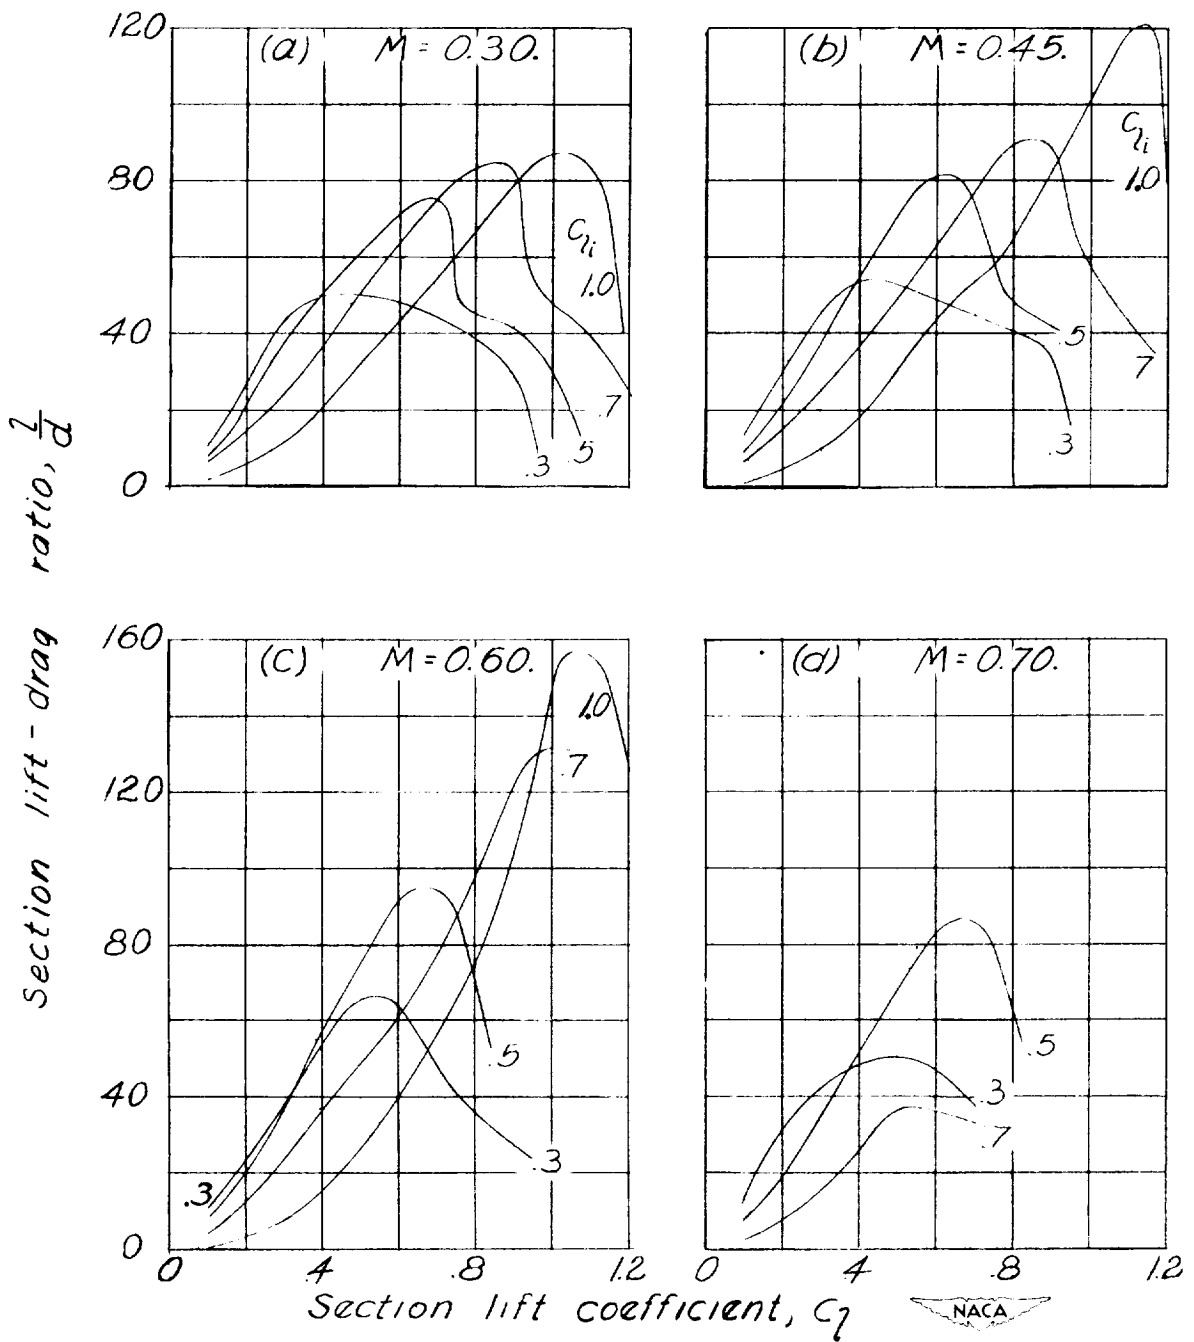 120
(a) M = 0.30.
(b) M = 0.45.
80
C_li
1.0
C_li
1.0
40
.7
.5
.3
.5
7
.3
0
Section lift-drag ratio, l/d
160
(c) M = 0.60.
(d) M = 0.70.
1.0
.7
120
80
.5
.5
40
.3
.3
.7
.3
0
0 .4 .8 1.2
0 .4 .8 1.2
Section lift coefficient, C_l
NACA